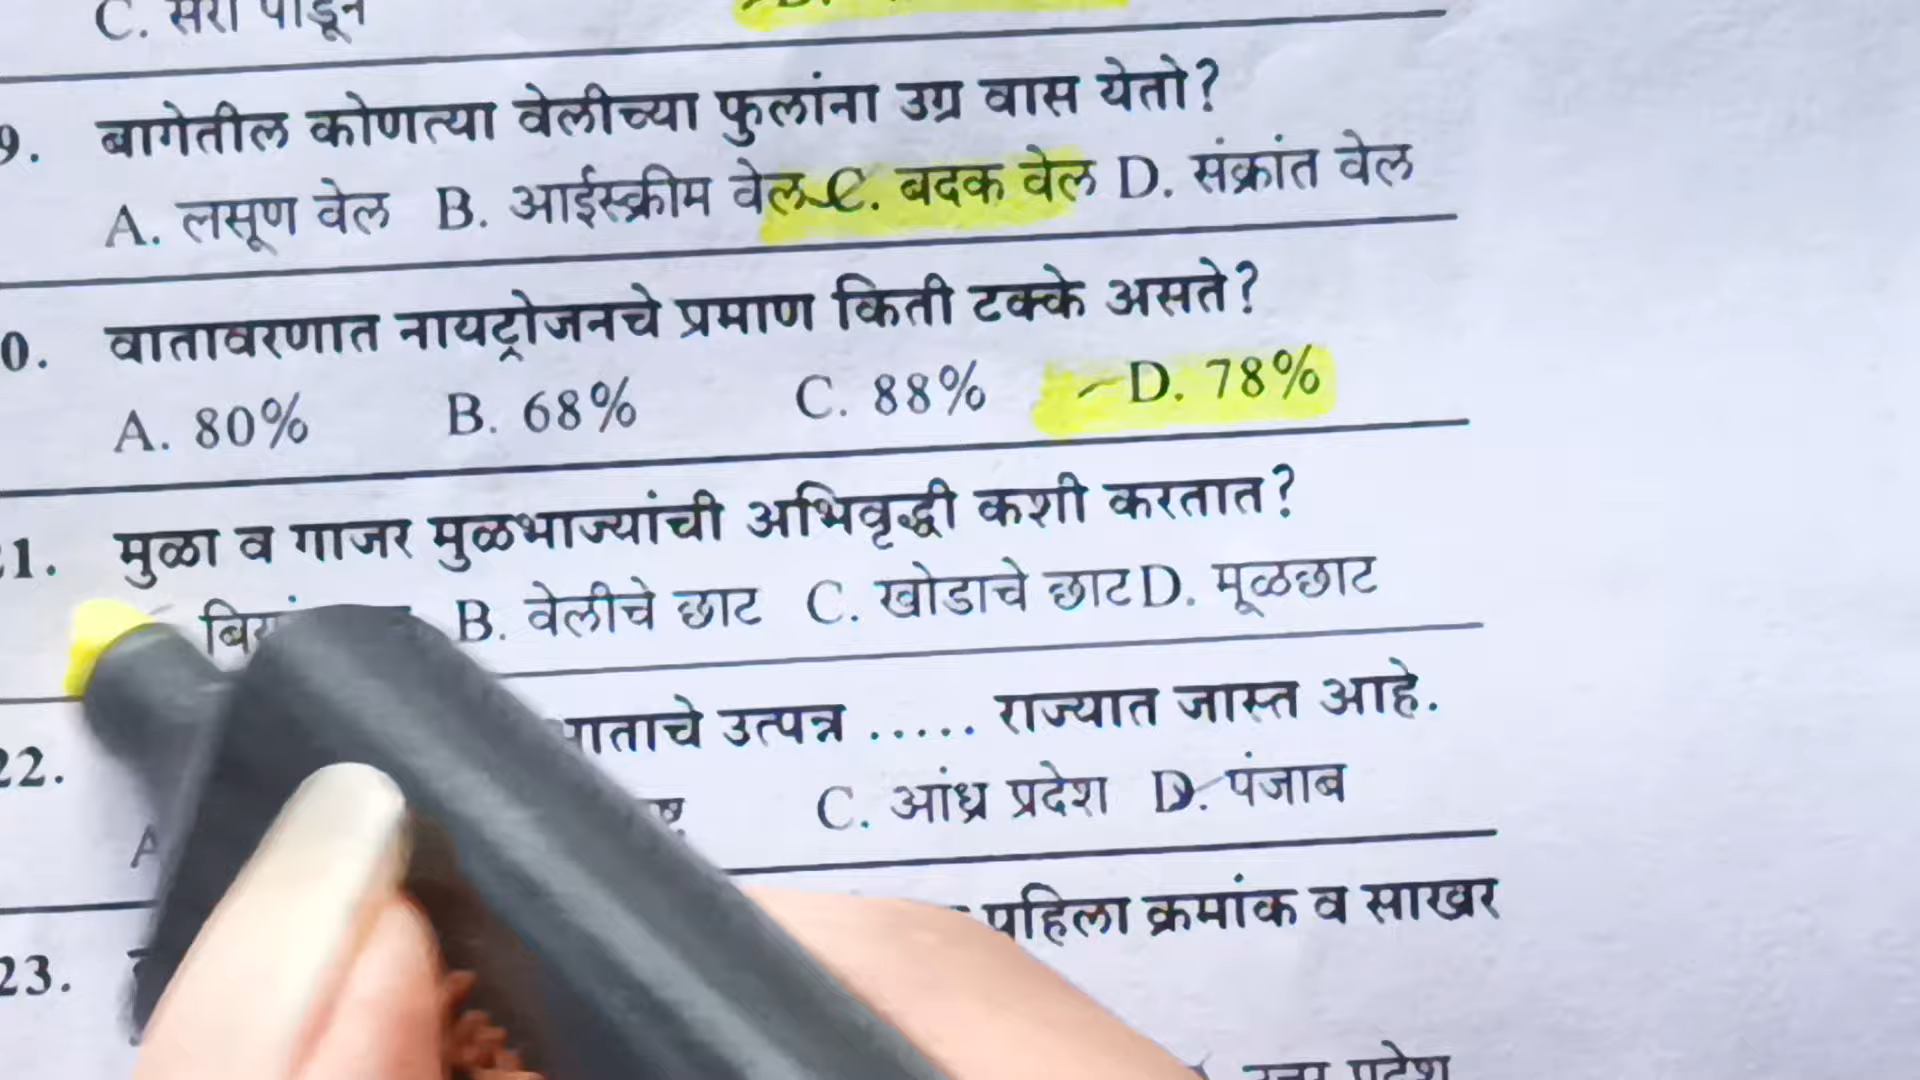 C. सरी पाडून
9. बागेतील कोणत्या वेलीच्या फुलांना उग्र वास येतो?
A. लसूण वेल B. आईस्क्रीम वेल C. बदक वेल D. संक्रांत वेल
0. वातावरणात नायट्रोजनचे प्रमाण किती टक्के असते?
A. 80% B. 68% C. 88% D. 78%
21. मुळा व गाजर मुळभाज्यांची अभिवृद्धी कशी करतात?
B. वेलीचे छाट C. खोडाचे छाट D. मूळछाट
22. उत्पन्न ..... राज्यात जास्त आहे.
A C. आंध्र प्रदेश D. पंजाब
23. पहिला क्रमांक व साखर